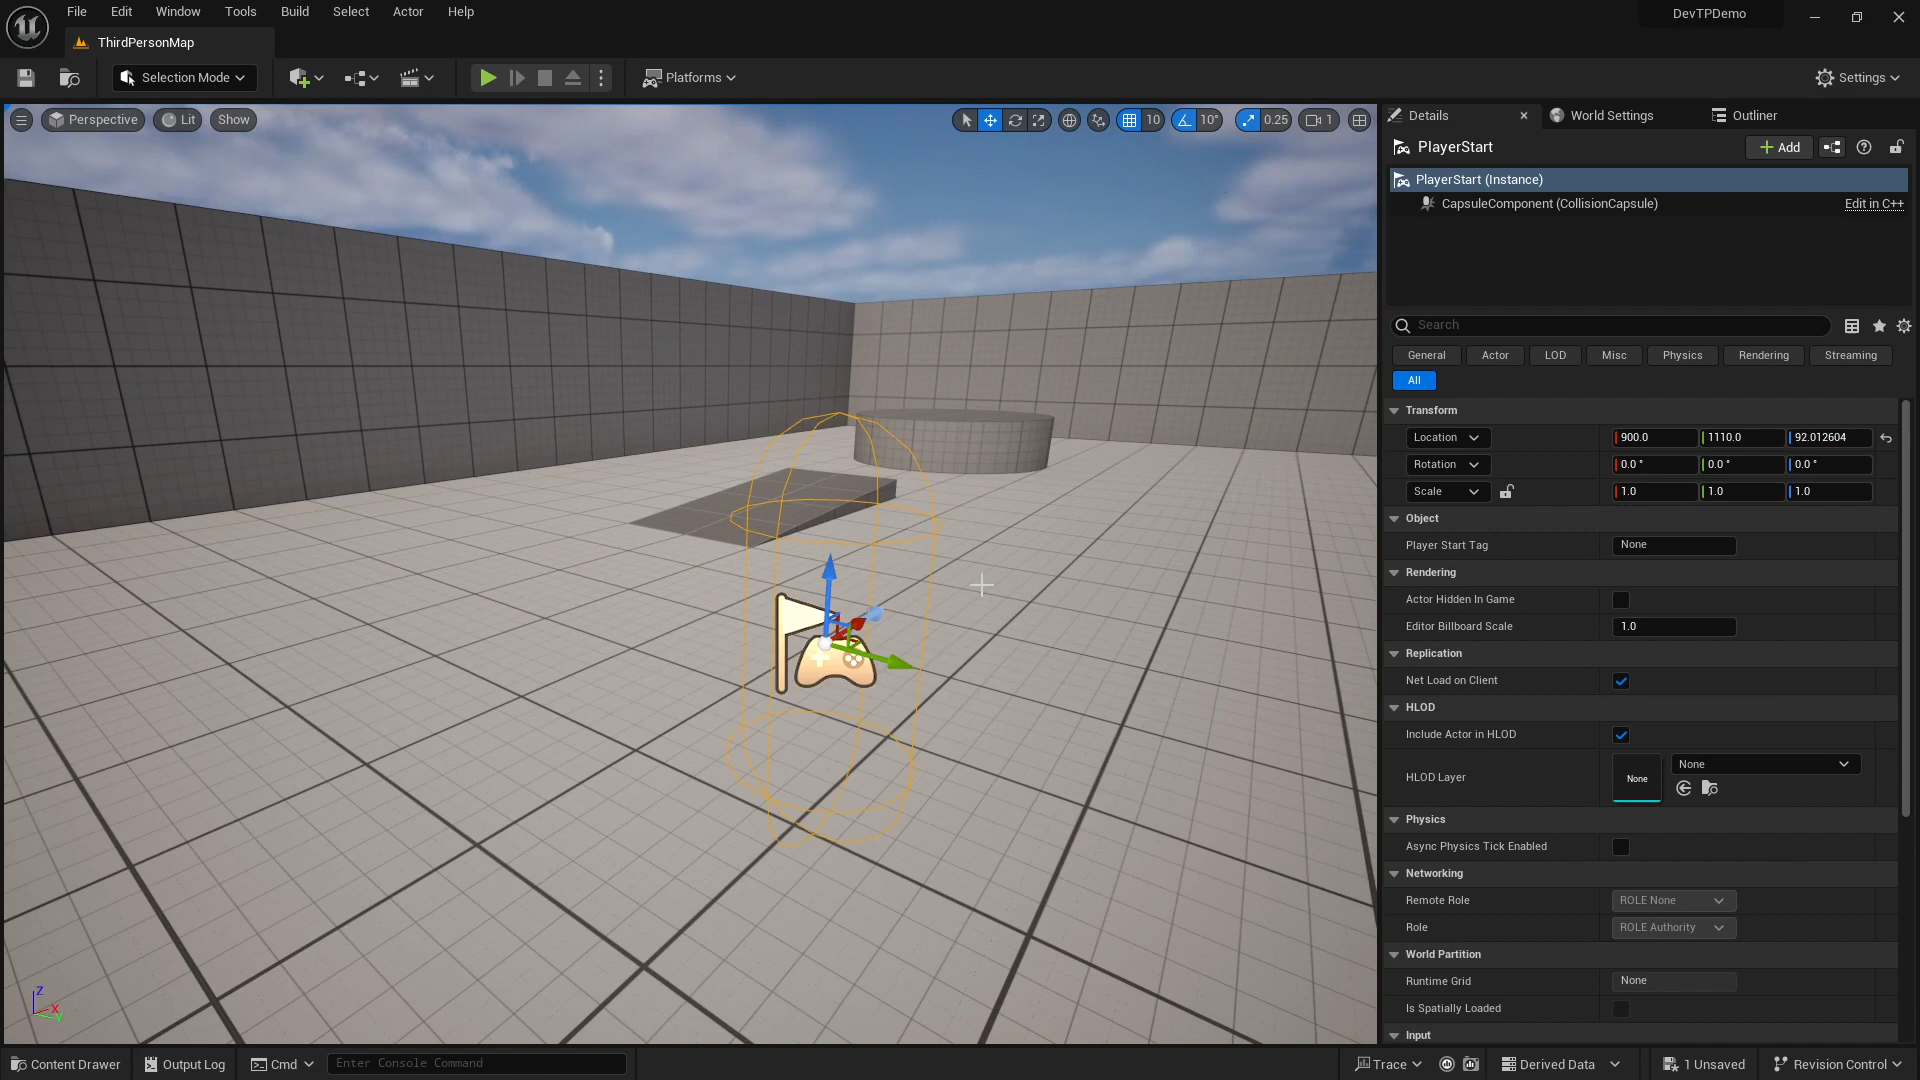 File Edit Window Tools Build Select Actor Help
DevTPDemo
ThirdPersonMap
Selection Mode
Platforms
Settings
Perspective Lit Show
10 10° 0.25 1
Details World Settings Outliner
PlayerStart
Add
PlayerStart (Instance)
CapsuleComponent (CollisionCapsule) Edit in C++
Search
General Actor LOD Misc Physics Rendering Streaming
All
Transform
Location 900.0 1110.0 92.012604
Rotation 0.0 ° 0.0 ° 0.0 °
Scale 1.0 1.0 1.0
Object
Player Start Tag None
Rendering
Actor Hidden In Game
Editor Billboard Scale 1.0
Replication
Net Load on Client
HLOD
Include Actor in HLOD
HLOD Layer None None
Physics
Async Physics Tick Enabled
Networking
Remote Role ROLE None
Role ROLE Authority
World Partition
Runtime Grid None
Is Spatially Loaded
Input
Z
X
Y
Content Drawer Output Log Cmd Enter Console Command Trace Derived Data 1 Unsaved Revision Control